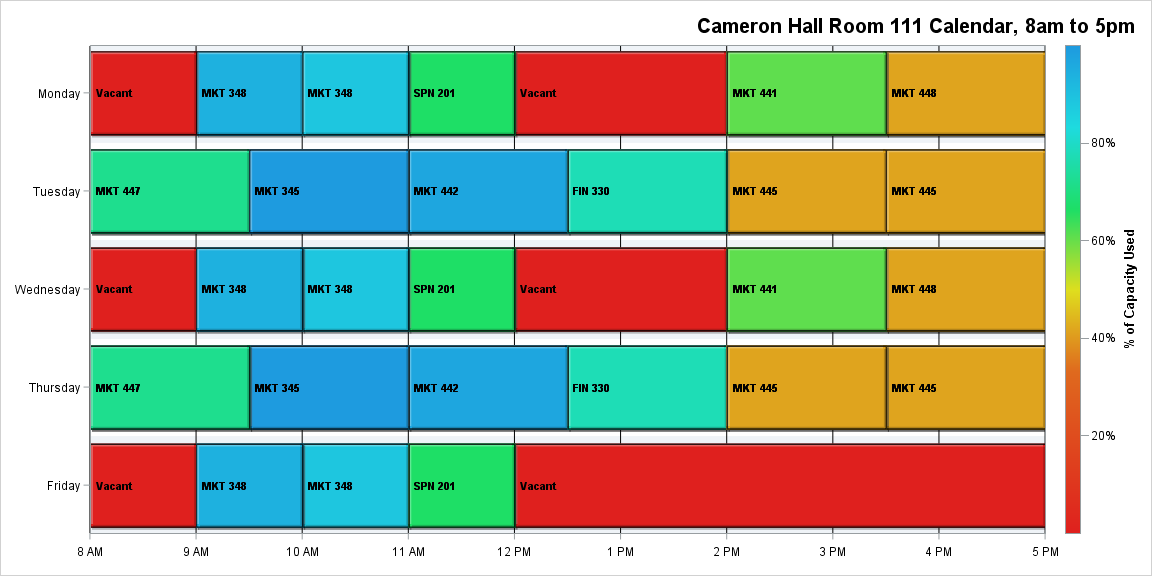 Cameron Hall Room 111 Calendar, 8am to 5pm
Monday
Vacant
MKT 348
MKT 348
SPN 201
Vacant
MKT 441
MKT 448
Tuesday
MKT 447
MKT 345
MKT 442
FIN 330
MKT 445
MKT 445
Wednesday
Vacant
MKT 348
MKT 348
SPN 201
Vacant
MKT 441
MKT 448
Thursday
MKT 447
MKT 345
MKT 442
FIN 330
MKT 445
MKT 445
Friday
Vacant
MKT 348
MKT 348
SPN 201
Vacant
8 AM
9 AM
10 AM
11 AM
12 PM
1 PM
2 PM
3 PM
4 PM
5 PM
80%
60%
40%
20%
% of Capacity Used